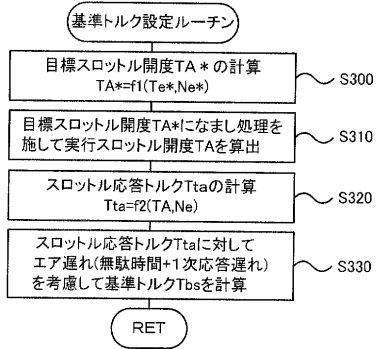 基準トルク設定ルーチン
目標スロットル開度TA*の計算
TA*=f1(Te*,Ne*)
S300
目標スロットル開度TA*になまし処理を
施して実行スロットル開度TAを算出
S310
スロットル応答トルクTtaの計算
Tta=f2(TA,Ne)
S320
スロットル応答トルクTtaに対して
エア遅れ(無駄時間+1次応答遅れ)
を考慮して基準トルクTbsを計算
S330
RET